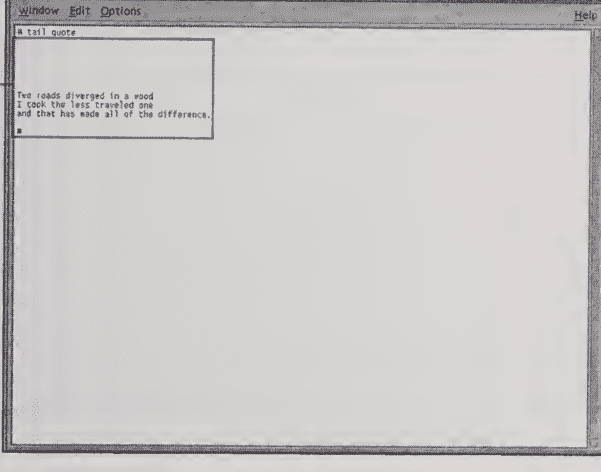 Window Edit Options
Help
# tail quote
Two roads diverged in a wood
I took the less traveled one
and that has made all of the difference.
#